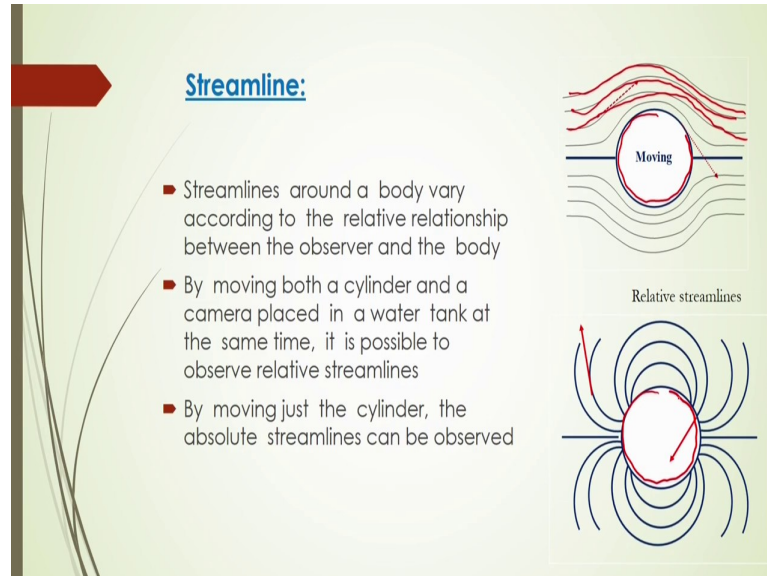 Streamline:
Streamlines around a body vary
according to the relative relationship
between the observer and the body
By moving both a cylinder and a
camera placed in a water tank at
the same time, it is possible to
observe relative streamlines
By moving just the cylinder, the
absolute streamlines can be observed
Moving
Relative streamlines